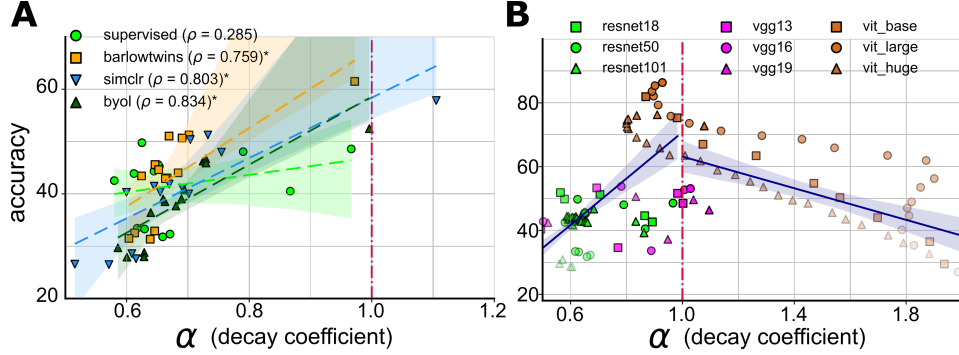 A
supervised (ρ = 0.285)
barlowtwins (ρ = 0.759)*
simclr (ρ = 0.803)*
byol (ρ = 0.834)*
accuracy
60
40
20
0.6
0.8
1.0
1.2
α (decay coefficient)
B
resnet18
resnet50
resnet101
vgg13
vgg16
vgg19
vit_base
vit_large
vit_huge
80
60
40
20
0.6
1.0
1.4
1.8
α (decay coefficient)